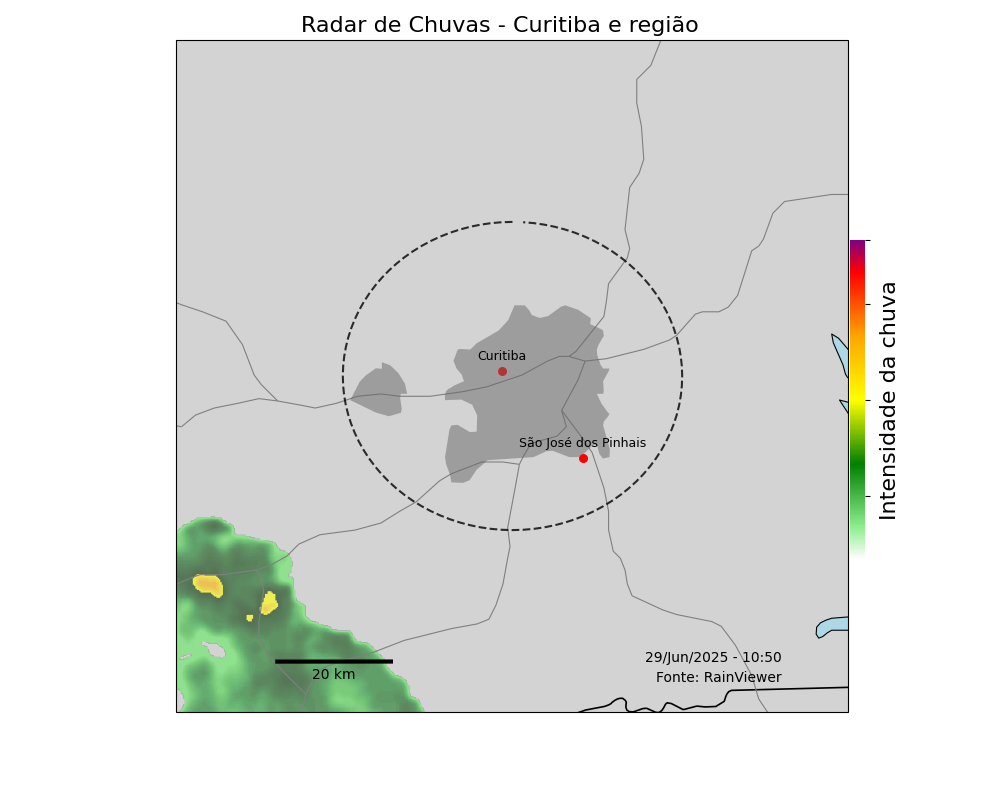 Radar de Chuvas - Curitiba e região
Curitiba
São José dos Pinhais
Intensidade da chuva
20 km
29/Jun/2025 - 10:50
Fonte: RainViewer